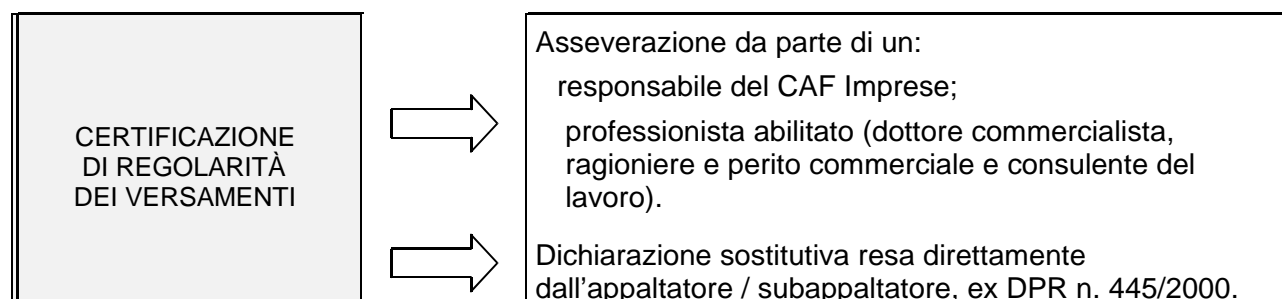 CERTIFICAZIONE
DI REGOLARITÀ
DEI VERSAMENTI
Asseverazione da parte di un:
responsabile del CAF Imprese;
professionista abilitato (dottore commercialista,
ragioniere e perito commerciale e consulente del
lavoro).
Dichiarazione sostitutiva resa direttamente
dall'appaltatore / subappaltatore, ex DPR n. 445/2000.